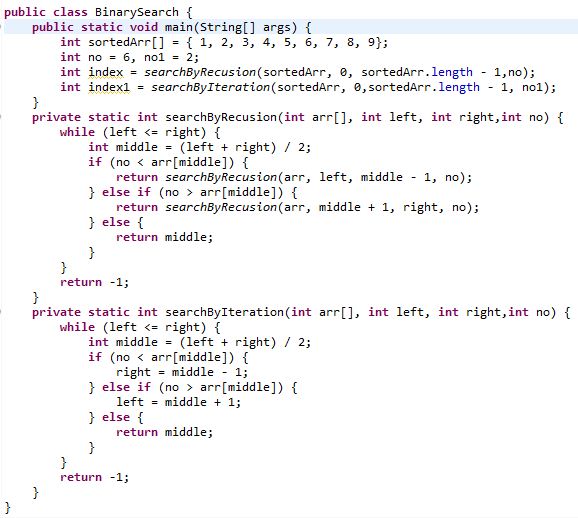 public class BinarySearch {
    public static void main(String[] args) {
        int sortedArr[] = { 1, 2, 3, 4, 5, 6, 7, 8, 9};
        int no = 6, no1 = 2;
        int index = searchByRecusion(sortedArr, 0, sortedArr.length - 1,no);
        int index1 = searchByIteration(sortedArr, 0,sortedArr.length - 1, no1);
    }
    private static int searchByRecusion(int arr[], int left, int right,int no) {
        while (left <= right) {
            int middle = (left + right) / 2;
            if (no < arr[middle]) {
                return searchByRecusion(arr, left, middle - 1, no);
            } else if (no > arr[middle]) {
                return searchByRecusion(arr, middle + 1, right, no);
            } else {
                return middle;
            }
        }
        return -1;
    }
    private static int searchByIteration(int arr[], int left, int right,int no) {
        while (left <= right) {
            int middle = (left + right) / 2;
            if (no < arr[middle]) {
                right = middle - 1;
            } else if (no > arr[middle]) {
                left = middle + 1;
            } else {
                return middle;
            }
        }
        return -1;
    }
}